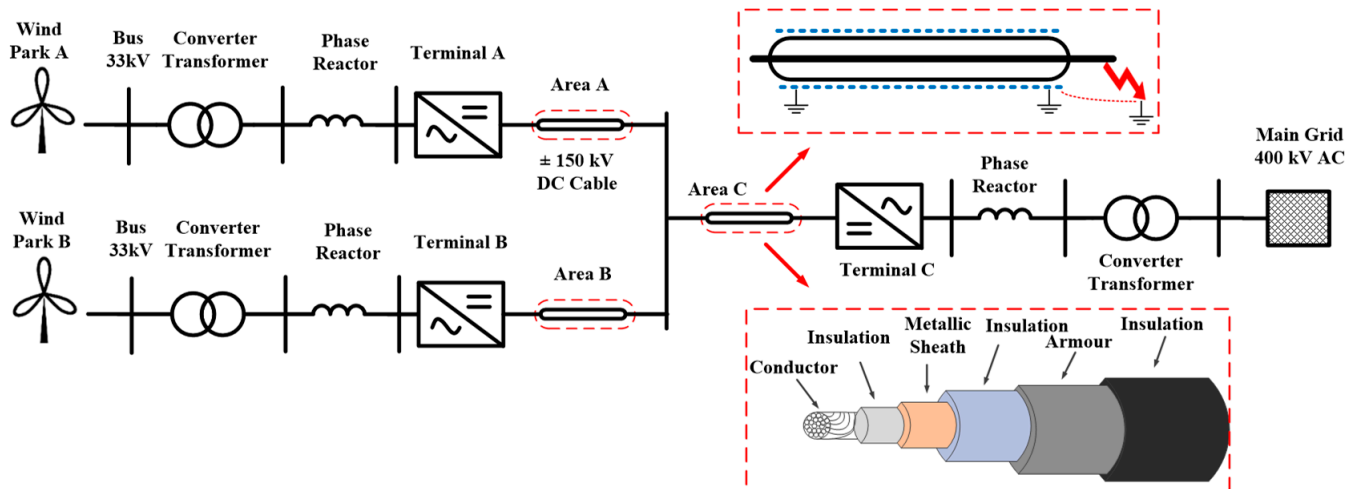 Wind
Park A
Bus
33kV
Converter
Transformer
Phase
Reactor
Terminal A
Area A
± 150 kV
DC Cable
Wind
Park B
Bus
33kV
Converter
Transformer
Phase
Reactor
Terminal B
Area B
Area C
Terminal C
Phase
Reactor
Converter
Transformer
Main Grid
400 kV AC
Conductor
Insulation
Metallic
Sheath
Insulation
Armour
Insulation